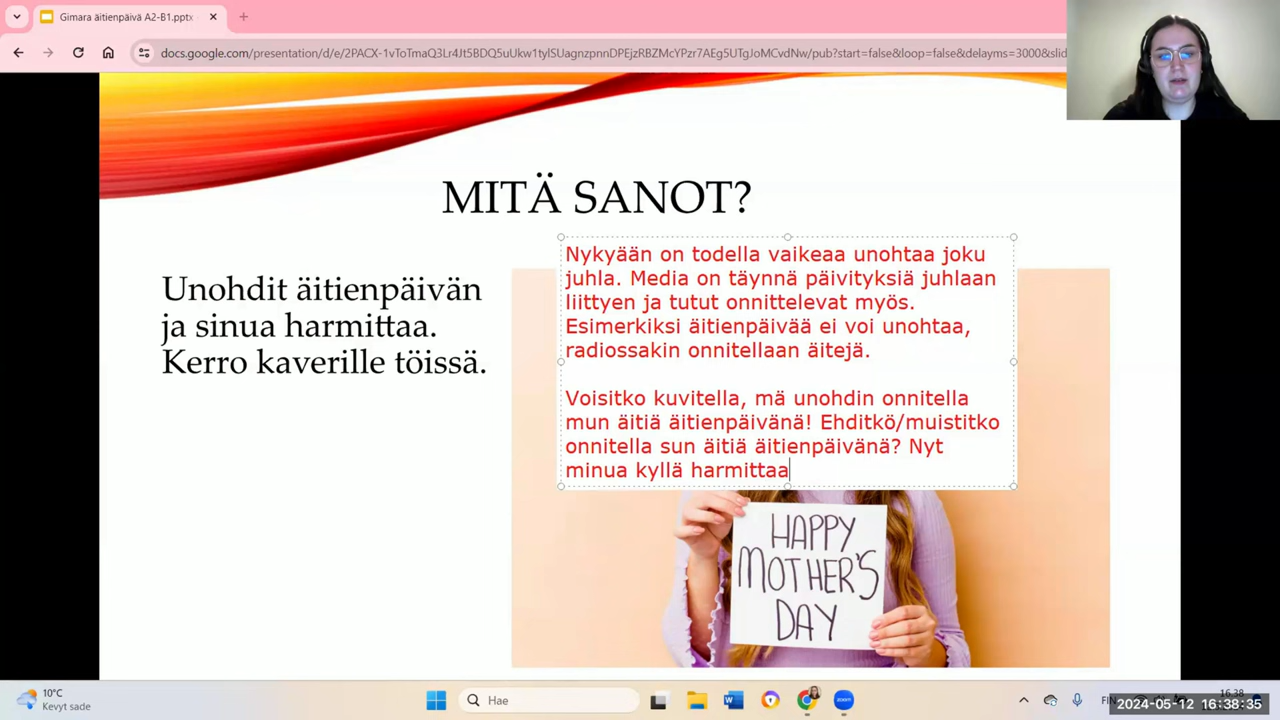 Gimara äitienpäivä A2-B1.pptx
docs.google.com/presentation/d/e/2PACX-1vToTmaQ3Lr4Jt5BDQ5uUkw1tylSUagnzpnnDPEjzRBZMcYPzr7AEg5UTgJoMCvdNw/pub?start=false&loop=false&delayms=3000&slid
MITÄ SANOT?
Unohdit äitienpäivän
ja sinua harmittaa.
Kerro kaverille töissä.
Nykyään on todella vaikeaa unohtaa joku
juhla. Media on täynnä päivityksiä juhlaan
liittyen ja tutut onnittelevat myös.
Esimerkiksi äitienpäivää ei voi unohtaa,
radiossakin onnitellaan äitejä.
Voisitko kuvitella, mä unohdin onnitella
mun äitiä äitienpäivänä! Ehditkö/muistitko
onnitella sun äitiä äitienpäivänä? Nyt
minua kyllä harmittaa
HAPPY
MOTHER'S
DAY
10°C
Kevyt sade
Hae
zoom
FIN
16.38
2024-05-12 16:38:35